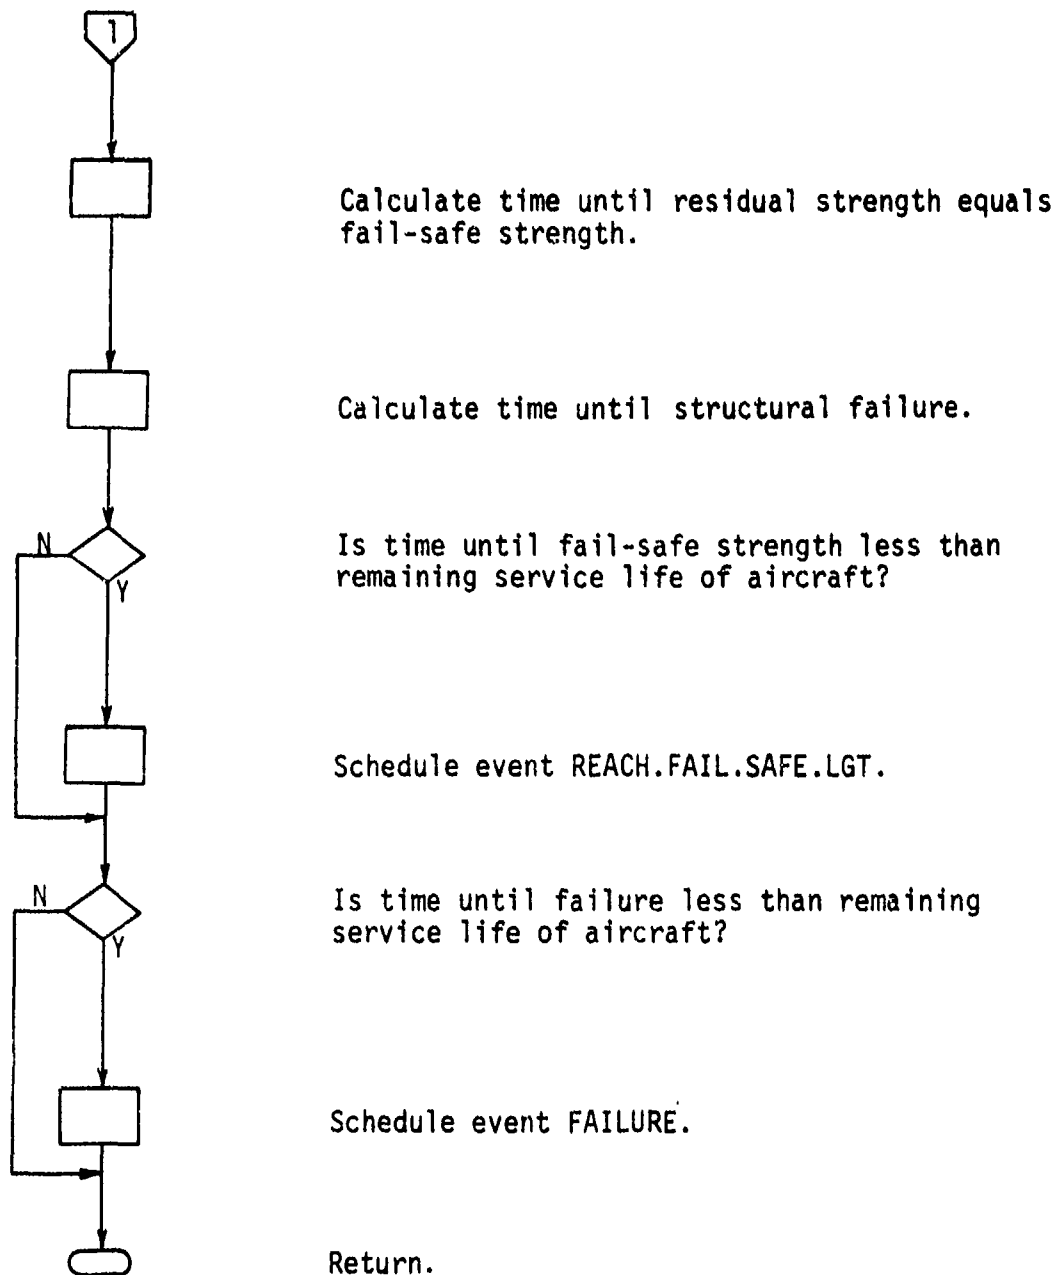 1
Calculate time until residual strength equals
fail-safe strength.
Calculate time until structural failure.
N
Is time until fail-safe strength less than
remaining service life of aircraft?
Y
Schedule event REACH.FAIL.SAFE.LGT.
N
Is time until failure less than remaining
service life of aircraft?
Y
Schedule event FAILURE.
Return.